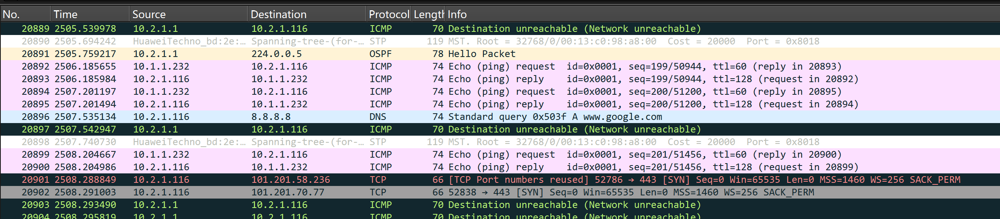 No. Time Source Destination Protocol Length Info
20889 2505.539978 10.2.1.1 10.2.1.116 ICMP 70 Destination unreachable (Network unreachable)
20890 2505.694242 HuaweiTechno_bd:2e:… Spanning-tree-(for-… STP 119 MST. Root = 32768/0/00:13:c0:98:a8:00 Cost = 20000 Port = 0x8018
20891 2505.759217 10.2.1.1 224.0.0.5 OSPF 78 Hello Packet
20892 2506.185655 10.1.1.232 10.2.1.116 ICMP 74 Echo (ping) request id=0x0001, seq=199/50944, ttl=60 (reply in 20893)
20893 2506.185984 10.2.1.116 10.1.1.232 ICMP 74 Echo (ping) reply id=0x0001, seq=199/50944, ttl=128 (request in 20892)
20894 2507.201197 10.1.1.232 10.2.1.116 ICMP 74 Echo (ping) request id=0x0001, seq=200/51200, ttl=60 (reply in 20895)
20895 2507.201494 10.2.1.116 10.1.1.232 ICMP 74 Echo (ping) reply id=0x0001, seq=200/51200, ttl=128 (request in 20894)
20896 2507.535134 10.2.1.116 8.8.8.8 DNS 74 Standard query 0x503f A www.google.com
20897 2507.542947 10.2.1.1 10.2.1.116 ICMP 70 Destination unreachable (Network unreachable)
20898 2507.740730 HuaweiTechno_bd:2e:… Spanning-tree-(for-… STP 119 MST. Root = 32768/0/00:13:c0:98:a8:00 Cost = 20000 Port = 0x8018
20899 2508.204667 10.1.1.232 10.2.1.116 ICMP 74 Echo (ping) request id=0x0001, seq=201/51456, ttl=60 (reply in 20900)
20900 2508.204986 10.2.1.116 10.1.1.232 ICMP 74 Echo (ping) reply id=0x0001, seq=201/51456, ttl=128 (request in 20899)
20901 2508.288849 10.2.1.116 101.201.58.236 TCP 66 [TCP Port numbers reused] 52786 → 443 [SYN] Seq=0 Win=65535 Len=0 MSS=1460 WS=256 SACK_PERM
20902 2508.291003 10.2.1.116 101.201.70.77 TCP 66 52838 → 443 [SYN] Seq=0 Win=65535 Len=0 MSS=1460 WS=256 SACK_PERM
20903 2508.293490 10.2.1.1 10.2.1.116 ICMP 70 Destination unreachable (Network unreachable)
20904 2508.295819 10.2.1.1 10.2.1.116 ICMP 70 Destination unreachable (Network unreachable)